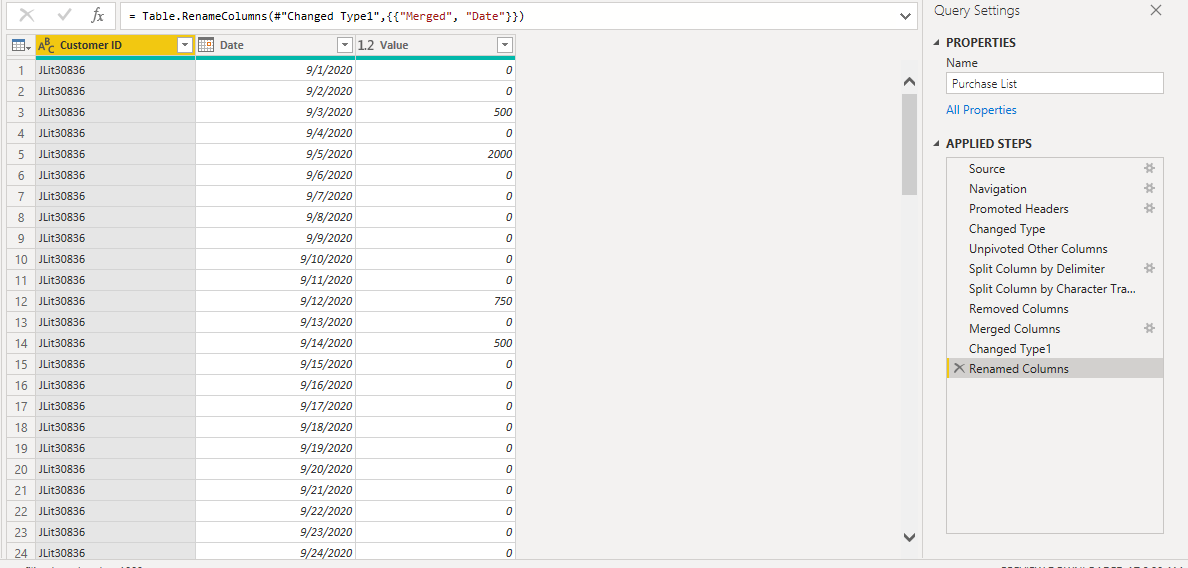 = Table.RenameColumns(#"Changed Type1",{{"Merged", "Date"}})
Customer ID Date 1.2 Value
1 JLit30836 9/1/2020 0
2 JLit30836 9/2/2020 0
3 JLit30836 9/3/2020 500
4 JLit30836 9/4/2020 0
5 JLit30836 9/5/2020 2000
6 JLit30836 9/6/2020 0
7 JLit30836 9/7/2020 0
8 JLit30836 9/8/2020 0
9 JLit30836 9/9/2020 0
10 JLit30836 9/10/2020 0
11 JLit30836 9/11/2020 0
12 JLit30836 9/12/2020 750
13 JLit30836 9/13/2020 0
14 JLit30836 9/14/2020 500
15 JLit30836 9/15/2020 0
16 JLit30836 9/16/2020 0
17 JLit30836 9/17/2020 0
18 JLit30836 9/18/2020 0
19 JLit30836 9/19/2020 0
20 JLit30836 9/20/2020 0
21 JLit30836 9/21/2020 0
22 JLit30836 9/22/2020 0
23 JLit30836 9/23/2020 0
24 JLit30836 9/24/2020 0
Query Settings
PROPERTIES
Name
Purchase List
All Properties
APPLIED STEPS
Source
Navigation
Promoted Headers
Changed Type
Unpivoted Other Columns
Split Column by Delimiter
Split Column by Character Tra...
Removed Columns
Merged Columns
Changed Type1
Renamed Columns